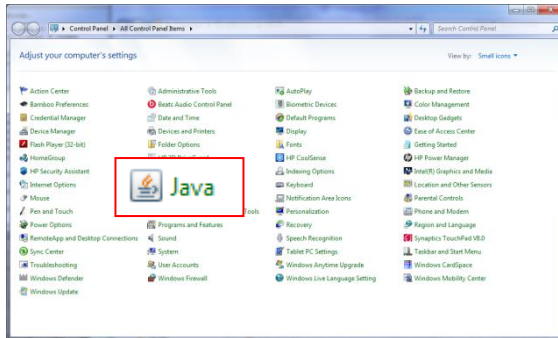 Control Panel ▸ All Control Panel Items ▸
Search Control Panel
Adjust your computer's settings
View by: Small icons
Action Center
Administrative Tools
AutoPlay
Backup and Restore
Bamboo Preferences
Beats Audio Control Panel
Biometric Devices
Color Management
Credential Manager
Date and Time
Default Programs
Desktop Gadgets
Device Manager
Devices and Printers
Display
Ease of Access Center
Flash Player (32-bit)
Folder Options
Fonts
Getting Started
HomeGroup
HP CoolSense
HP Power Manager
HP Security Assistant
Indexing Options
Intel(R) Graphics and Media
Internet Options
Java
Keyboard
Location and Other Sensors
Mouse
Notification Area Icons
Parental Controls
Pen and Touch
Tools
Personalization
Phone and Modem
Power Options
Programs and Features
Recovery
Region and Language
RemoteApp and Desktop Connections
Sound
Speech Recognition
Synaptics TouchPad V8.0
Sync Center
System
Tablet PC Settings
Taskbar and Start Menu
Troubleshooting
User Accounts
Windows Anytime Upgrade
Windows CardSpace
Windows Defender
Windows Firewall
Windows Live Language Setting
Windows Mobility Center
Windows Update